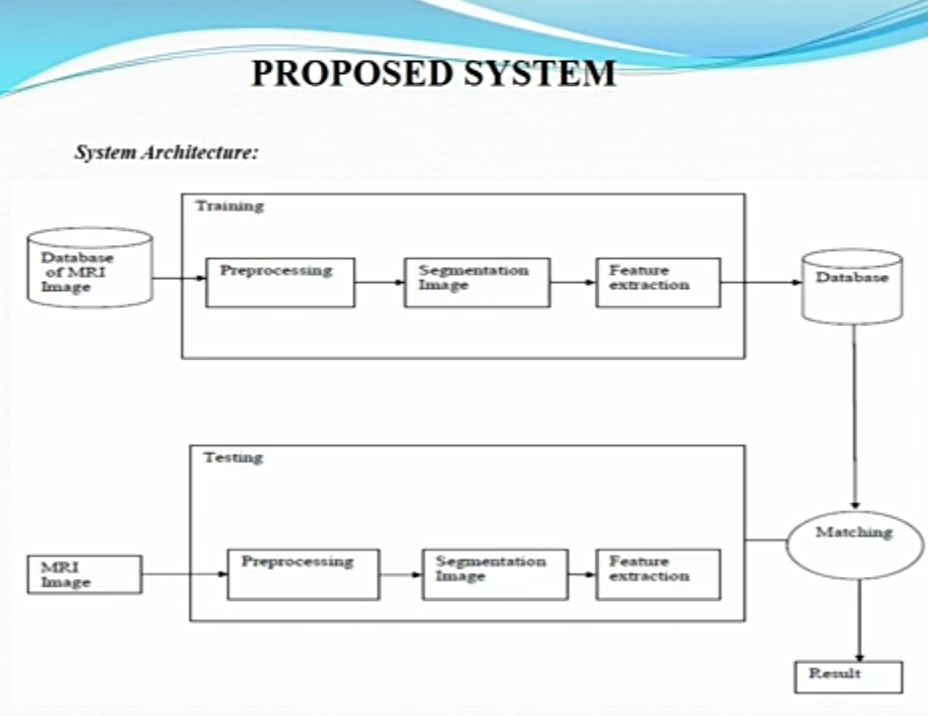 PROPOSED SYSTEM
System Architecture:
Training
Database
of MRI
Image
Preprocessing
Segmentation
Image
Feature
extraction
Database
Testing
MRI
Image
Preprocessing
Segmentation
Image
Feature
extraction
Matching
Result